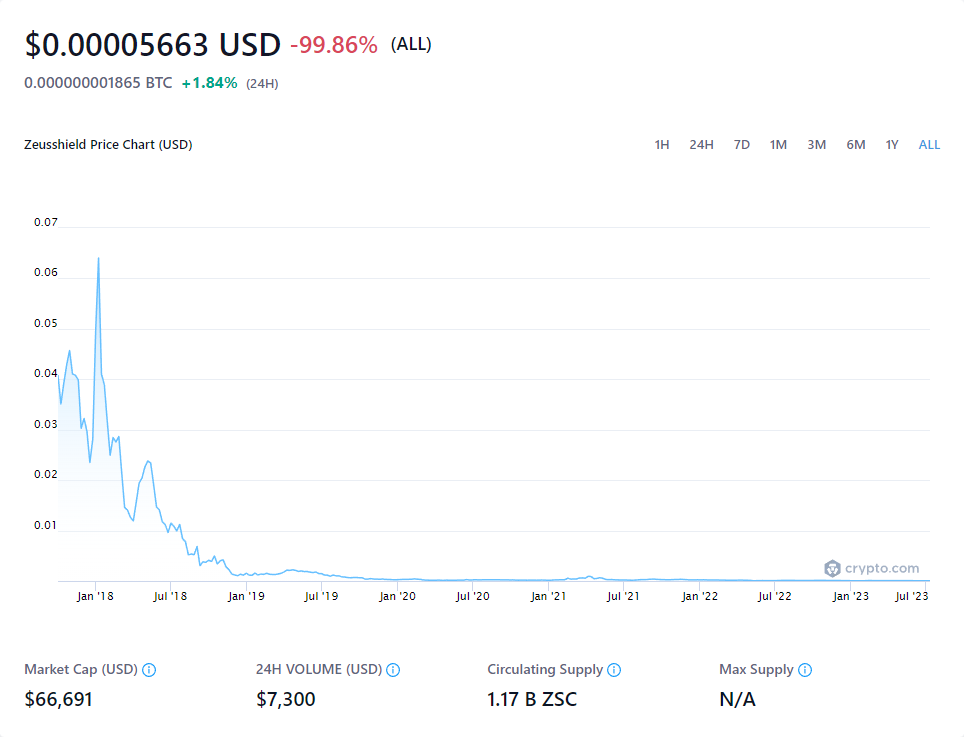 $0.00005663 USD -99.86% (ALL)
0.000000001865 BTC +1.84% (24H)
Zeusshield Price Chart (USD) 1H 24H 7D 1M 3M 6M 1Y ALL
0.07
0.06
0.05
0.04
0.03
0.02
0.01
crypto.com
Jan '18 Jul '18 Jan '19 Jul '19 Jan '20 Jul '20 Jan '21 Jul '21 Jan '22 Jul '22 Jan '23 Jul '23
Market Cap (USD) 24H VOLUME (USD) Circulating Supply Max Supply
$66,691 $7,300 1.17 B ZSC N/A